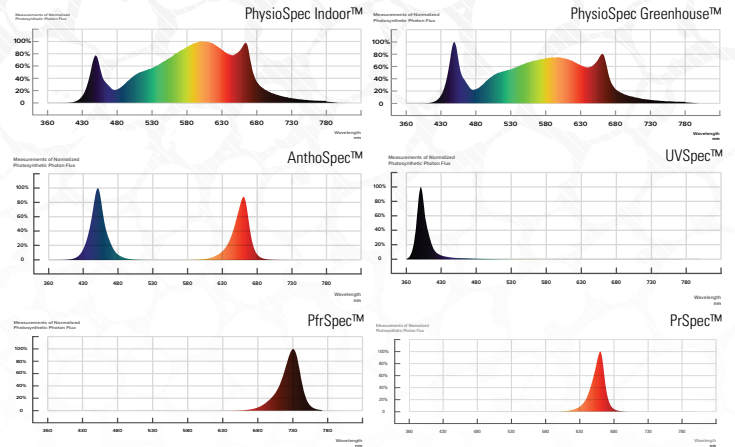 Measurements of Normalized
Photosynthetic Photon Flux
PhysioSpec Indoor™
100%
80%
60%
40%
20%
0
360 430 480 530 580 630 680 730 780
Wavelength
nm
Measurements of Normalized
Photosynthetic Photon Flux
PhysioSpec Greenhouse™
100%
80%
60%
40%
20%
0
360 430 480 530 580 630 680 730 780
Wavelength
nm
Measurements of Normalized
Photosynthetic Photon Flux
AnthoSpec™
100%
80%
60%
40%
20%
0
360 430 480 530 580 630 680 730 780
Wavelength
nm
Measurements of Normalized
Photosynthetic Photon Flux
UVSpec™
100%
80%
60%
40%
20%
0
360 430 480 530 580 630 680 730 780
Wavelength
nm
Measurements of Normalized
Photosynthetic Photon Flux
PfrSpec™
100%
80%
60%
40%
20%
0
360 430 480 530 580 630 680 730 780
Wavelength
nm
Measurements of Normalized
Photosynthetic Photon Flux
PrSpec™
100%
80%
60%
40%
20%
0
360 430 480 530 580 630 680 730 780
Wavelength
nm